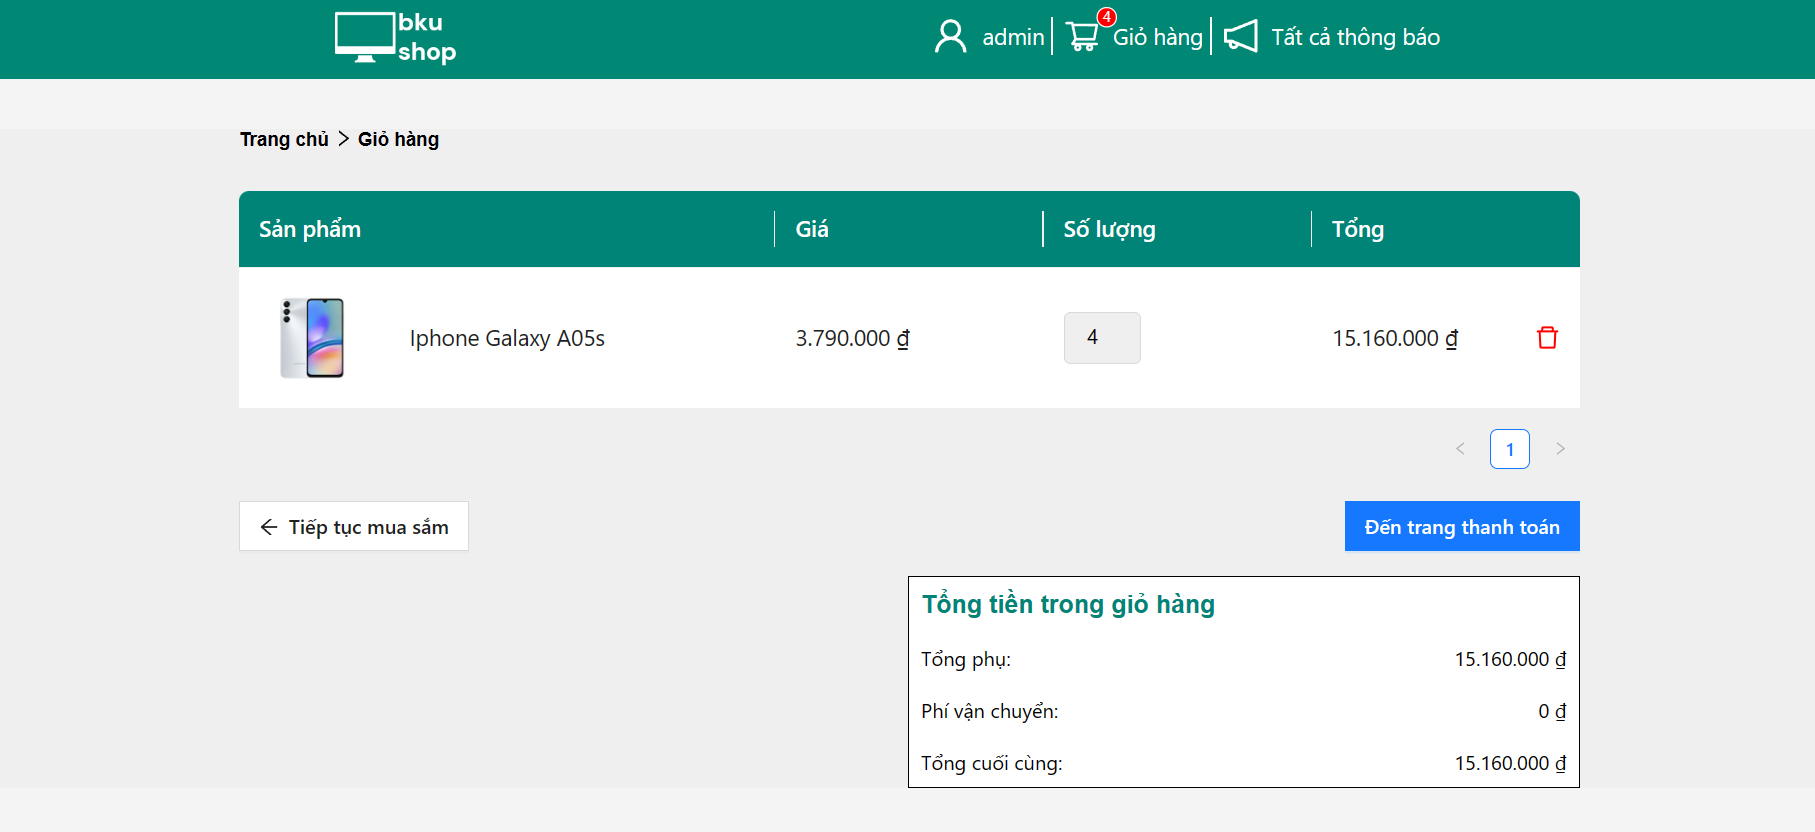 bku
shop
admin
4
Giỏ hàng
Tất cả thông báo
Trang chủ > Giỏ hàng
Sản phẩm
Giá
Số lượng
Tổng
Iphone Galaxy A05s
3.790.000 ₫
4
15.160.000 ₫
< 1 >
← Tiếp tục mua sắm
Đến trang thanh toán
Tổng tiền trong giỏ hàng
Tổng phụ: 15.160.000 ₫
Phí vận chuyển: 0 ₫
Tổng cuối cùng: 15.160.000 ₫